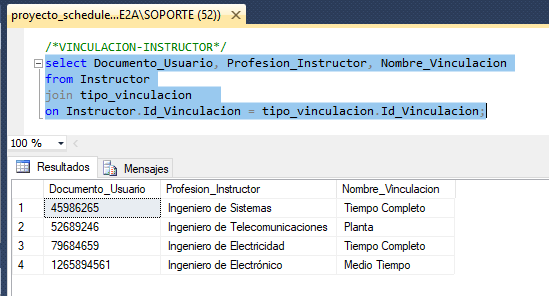 proyecto_schedule...E2A\SOPORTE (52))
/*VINCULACION-INSTRUCTOR*/
select Documento_Usuario, Profesion_Instructor, Nombre_Vinculacion
from Instructor
join tipo_vinculacion
on Instructor.Id_Vinculacion = tipo_vinculacion.Id_Vinculacion;
100 %
Resultados Mensajes
Documento_Usuario Profesion_Instructor Nombre_Vinculacion
1 45986265 Ingeniero de Sistemas Tiempo Completo
2 52689246 Ingeniero de Telecomunicaciones Planta
3 79684659 Ingeniero de Electricidad Tiempo Completo
4 1265894561 Ingeniero de Electrónico Medio Tiempo